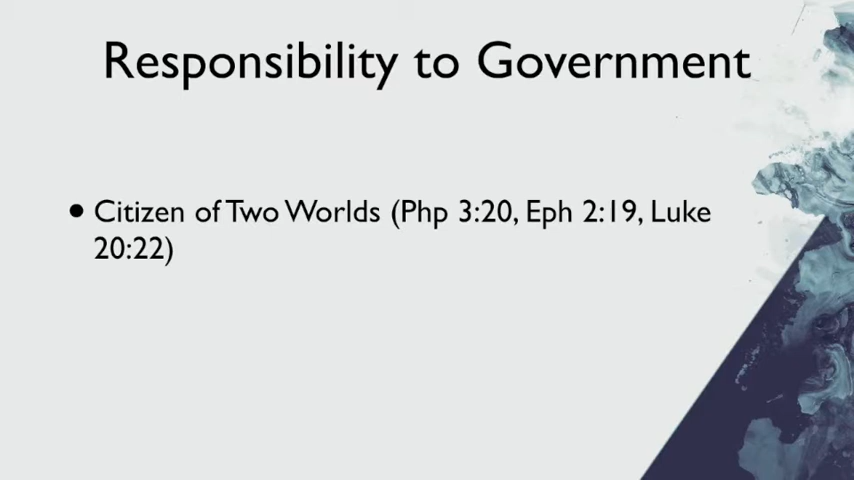 Responsibility to Government
• Citizen of Two Worlds (Php 3:20, Eph 2:19, Luke
20:22)